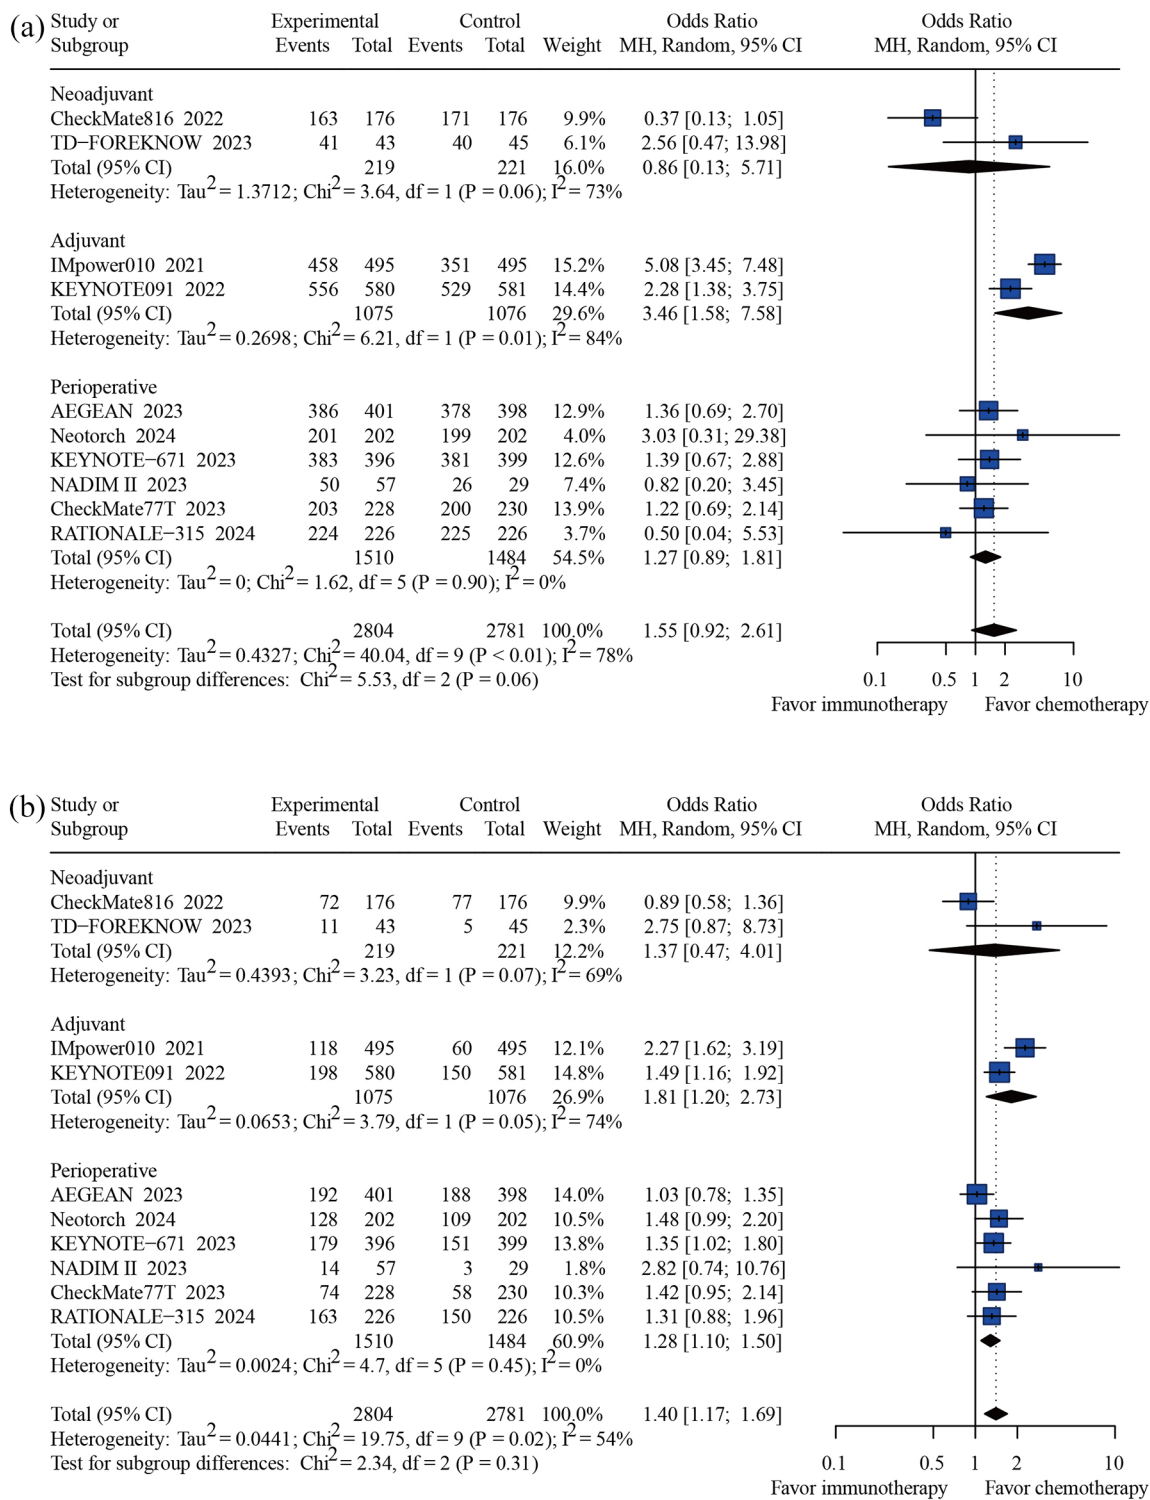 (a) Study or Experimental Control Odds Ratio Odds Ratio
Subgroup Events Total Events Total Weight MH, Random, 95% CI MH, Random, 95% CI
Neoadjuvant
CheckMate816 2022 163 176 171 176 9.9% 0.37 [0.13; 1.05]
TD−FOREKNOW 2023 41 43 40 45 6.1% 2.56 [0.47; 13.98]
Total (95% CI) 219 221 16.0% 0.86 [0.13; 5.71]
Heterogeneity: Tau² = 1.3712; Chi² = 3.64, df = 1 (P = 0.06); I² = 73%
Adjuvant
IMpower010 2021 458 495 351 495 15.2% 5.08 [3.45; 7.48]
KEYNOTE091 2022 556 580 529 581 14.4% 2.28 [1.38; 3.75]
Total (95% CI) 1075 1076 29.6% 3.46 [1.58; 7.58]
Heterogeneity: Tau² = 0.2698; Chi² = 6.21, df = 1 (P = 0.01); I² = 84%
Perioperative
AEGEAN 2023 386 401 378 398 12.9% 1.36 [0.69; 2.70]
Neotorch 2024 201 202 199 202 4.0% 3.03 [0.31; 29.38]
KEYNOTE−671 2023 383 396 381 399 12.6% 1.39 [0.67; 2.88]
NADIM II 2023 50 57 26 29 7.4% 0.82 [0.20; 3.45]
CheckMate77T 2023 203 228 200 230 13.9% 1.22 [0.69; 2.14]
RATIONALE−315 2024 224 226 225 226 3.7% 0.50 [0.04; 5.53]
Total (95% CI) 1510 1484 54.5% 1.27 [0.89; 1.81]
Heterogeneity: Tau² = 0; Chi² = 1.62, df = 5 (P = 0.90); I² = 0%
Total (95% CI) 2804 2781 100.0% 1.55 [0.92; 2.61]
Heterogeneity: Tau² = 0.4327; Chi² = 40.04, df = 9 (P < 0.01); I² = 78%
Test for subgroup differences: Chi² = 5.53, df = 2 (P = 0.06)
0.1 0.5 1 2 10
Favor immunotherapy Favor chemotherapy
(b) Study or Experimental Control Odds Ratio Odds Ratio
Subgroup Events Total Events Total Weight MH, Random, 95% CI MH, Random, 95% CI
Neoadjuvant
CheckMate816 2022 72 176 77 176 9.9% 0.89 [0.58; 1.36]
TD−FOREKNOW 2023 11 43 5 45 2.3% 2.75 [0.87; 8.73]
Total (95% CI) 219 221 12.2% 1.37 [0.47; 4.01]
Heterogeneity: Tau² = 0.4393; Chi² = 3.23, df = 1 (P = 0.07); I² = 69%
Adjuvant
IMpower010 2021 118 495 60 495 12.1% 2.27 [1.62; 3.19]
KEYNOTE091 2022 198 580 150 581 14.8% 1.49 [1.16; 1.92]
Total (95% CI) 1075 1076 26.9% 1.81 [1.20; 2.73]
Heterogeneity: Tau² = 0.0653; Chi² = 3.79, df = 1 (P = 0.05); I² = 74%
Perioperative
AEGEAN 2023 192 401 188 398 14.0% 1.03 [0.78; 1.35]
Neotorch 2024 128 202 109 202 10.5% 1.48 [0.99; 2.20]
KEYNOTE−671 2023 179 396 151 399 13.8% 1.35 [1.02; 1.80]
NADIM II 2023 14 57 3 29 1.8% 2.82 [0.74; 10.76]
CheckMate77T 2023 74 228 58 230 10.3% 1.42 [0.95; 2.14]
RATIONALE−315 2024 163 226 150 226 10.5% 1.31 [0.88; 1.96]
Total (95% CI) 1510 1484 60.9% 1.28 [1.10; 1.50]
Heterogeneity: Tau² = 0.0024; Chi² = 4.7, df = 5 (P = 0.45); I² = 0%
Total (95% CI) 2804 2781 100.0% 1.40 [1.17; 1.69]
Heterogeneity: Tau² = 0.0441; Chi² = 19.75, df = 9 (P = 0.02); I² = 54%
Test for subgroup differences: Chi² = 2.34, df = 2 (P = 0.31)
0.1 0.5 1 2 10
Favor immunotherapy Favor chemotherapy